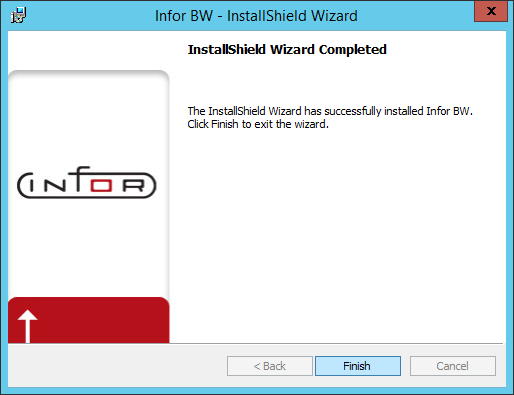 Infor BW - InstallShield Wizard
x
InstallShield Wizard Completed
The InstallShield Wizard has successfully installed Infor BW.
Click Finish to exit the wizard.
INFOR
< Back
Finish
Cancel